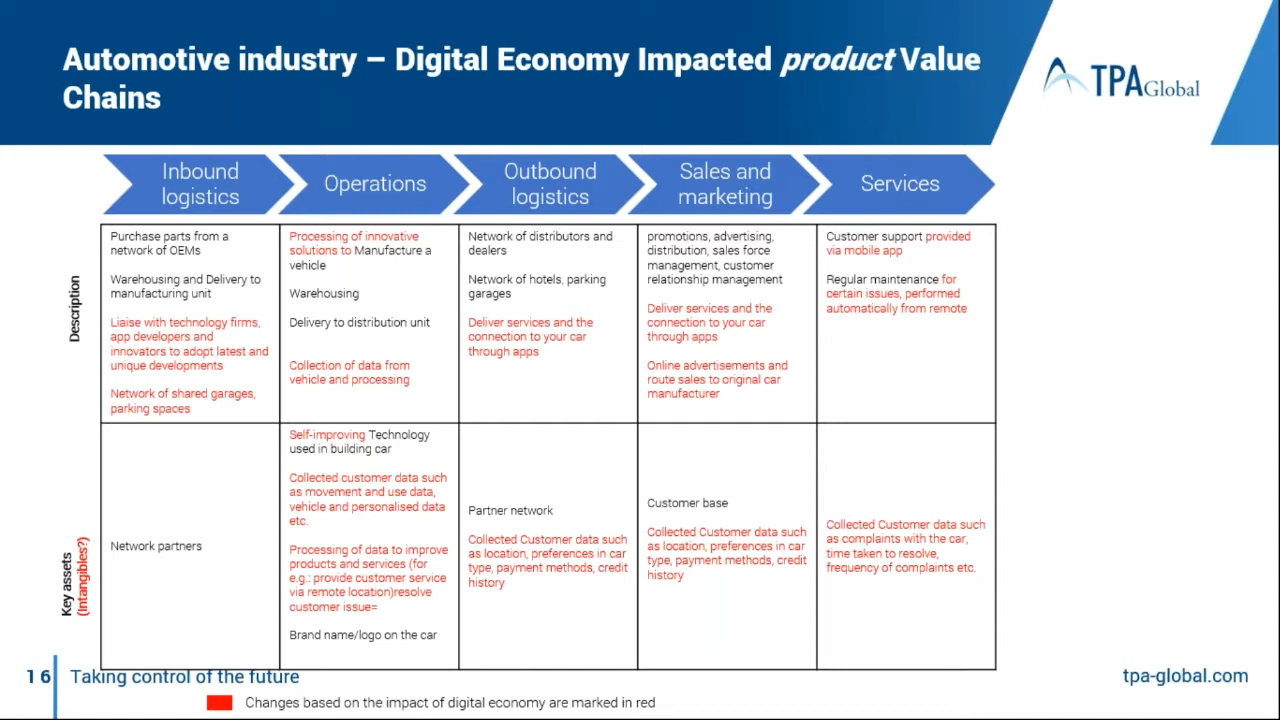 Automotive industry – Digital Economy Impacted product Value
Chains
TPA Global
Inbound
logistics
Operations
Outbound
logistics
Sales and
marketing
Services
Description
Purchase parts from a
network of OEMs
Warehousing and Delivery to
manufacturing unit
Liaise with technology firms,
app developers and
innovators to adopt latest and
unique developments
Network of shared garages,
parking spaces
Processing of innovative
solutions to Manufacture a
vehicle
Warehousing
Delivery to distribution unit
Collection of data from
vehicle and processing
Network of distributors and
dealers
Network of hotels, parking
garages
Deliver services and the
connection to your car
through apps
promotions, advertising,
distribution, sales force
management, customer
relationship management
Deliver services and the
connection to your car
through apps
Online advertisements and
route sales to original car
manufacturer
Customer support provided
via mobile app
Regular maintenance for
certain issues, performed
automatically from remote
Key assets
(Intangibles?)
Network partners
Self-improving Technology
used in building car
Collected customer data such
as movement and use data,
vehicle and personalised data
etc.
Processing of data to improve
products and services (for
e.g.: provide customer service
via remote location)resolve
customer issue=
Brand name/logo on the car
Partner network
Collected Customer data such
as location, preferences in car
type, payment methods, credit
history
Customer base
Collected Customer data such
as location, preferences in car
type, payment methods, credit
history
Collected Customer data such
as complaints with the car,
time taken to resolve,
frequency of complaints etc.
16
Taking control of the future
tpa-global.com
Changes based on the impact of digital economy are marked in red